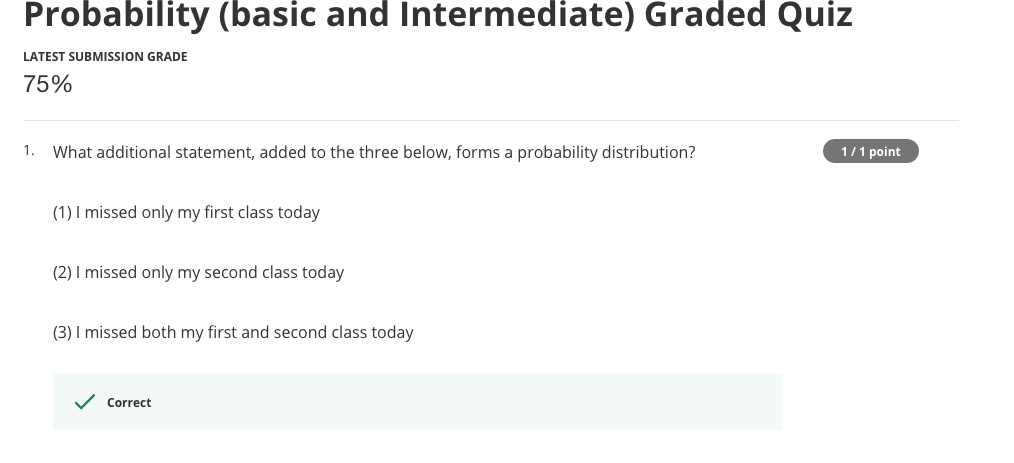 Probability (basic and Intermediate) Graded Quiz
LATEST SUBMISSION GRADE
75%
1. What additional statement, added to the three below, forms a probability distribution? 1 / 1 point
(1) I missed only my first class today
(2) I missed only my second class today
(3) I missed both my first and second class today
Correct